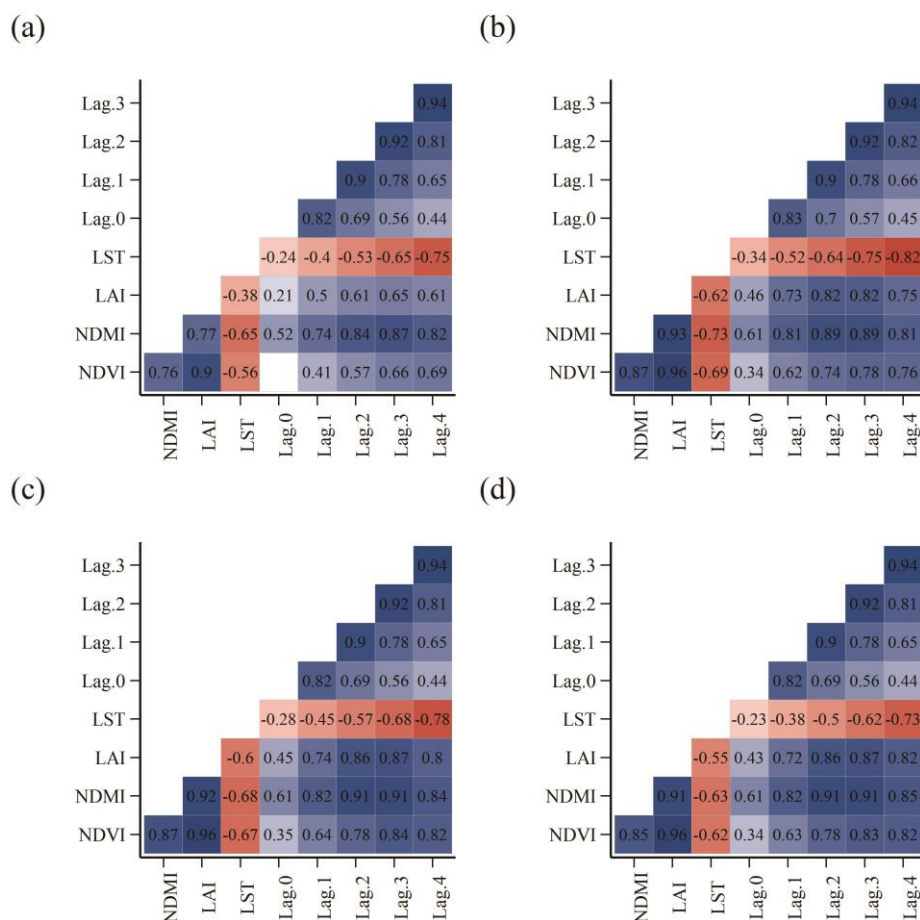 (a)
Lag.3 0.94
Lag.2 0.92 0.81
Lag.1 0.9 0.78 0.65
Lag.0 0.82 0.69 0.56 0.44
LST -0.24 -0.4 -0.53 -0.65 -0.75
LAI -0.38 0.21 0.5 0.61 0.65 0.61
NDMI 0.77 -0.65 0.52 0.74 0.84 0.87 0.82
NDVI 0.76 0.9 -0.56 0.41 0.57 0.66 0.69
NDMI LAI LST Lag.0 Lag.1 Lag.2 Lag.3 Lag.4
(b)
Lag.3 0.94
Lag.2 0.92 0.82
Lag.1 0.9 0.78 0.66
Lag.0 0.83 0.7 0.57 0.45
LST -0.34 -0.52 -0.64 -0.75 -0.82
LAI -0.62 0.46 0.73 0.82 0.82 0.75
NDMI 0.93 -0.73 0.61 0.81 0.89 0.89 0.81
NDVI 0.87 0.96 -0.69 0.34 0.62 0.74 0.78 0.76
NDMI LAI LST Lag.0 Lag.1 Lag.2 Lag.3 Lag.4
(c)
Lag.3 0.94
Lag.2 0.92 0.81
Lag.1 0.9 0.78 0.65
Lag.0 0.82 0.69 0.56 0.44
LST -0.28 -0.45 -0.57 -0.68 -0.78
LAI -0.6 0.45 0.74 0.86 0.87 0.8
NDMI 0.92 -0.68 0.61 0.82 0.91 0.91 0.84
NDVI 0.87 0.96 -0.67 0.35 0.64 0.78 0.84 0.82
NDMI LAI LST Lag.0 Lag.1 Lag.2 Lag.3 Lag.4
(d)
Lag.3 0.94
Lag.2 0.92 0.81
Lag.1 0.9 0.78 0.65
Lag.0 0.82 0.69 0.56 0.44
LST -0.23 -0.38 -0.5 -0.62 -0.73
LAI -0.55 0.43 0.72 0.86 0.87 0.82
NDMI 0.91 -0.63 0.61 0.82 0.91 0.91 0.85
NDVI 0.85 0.96 -0.62 0.34 0.63 0.78 0.83 0.82
NDMI LAI LST Lag.0 Lag.1 Lag.2 Lag.3 Lag.4